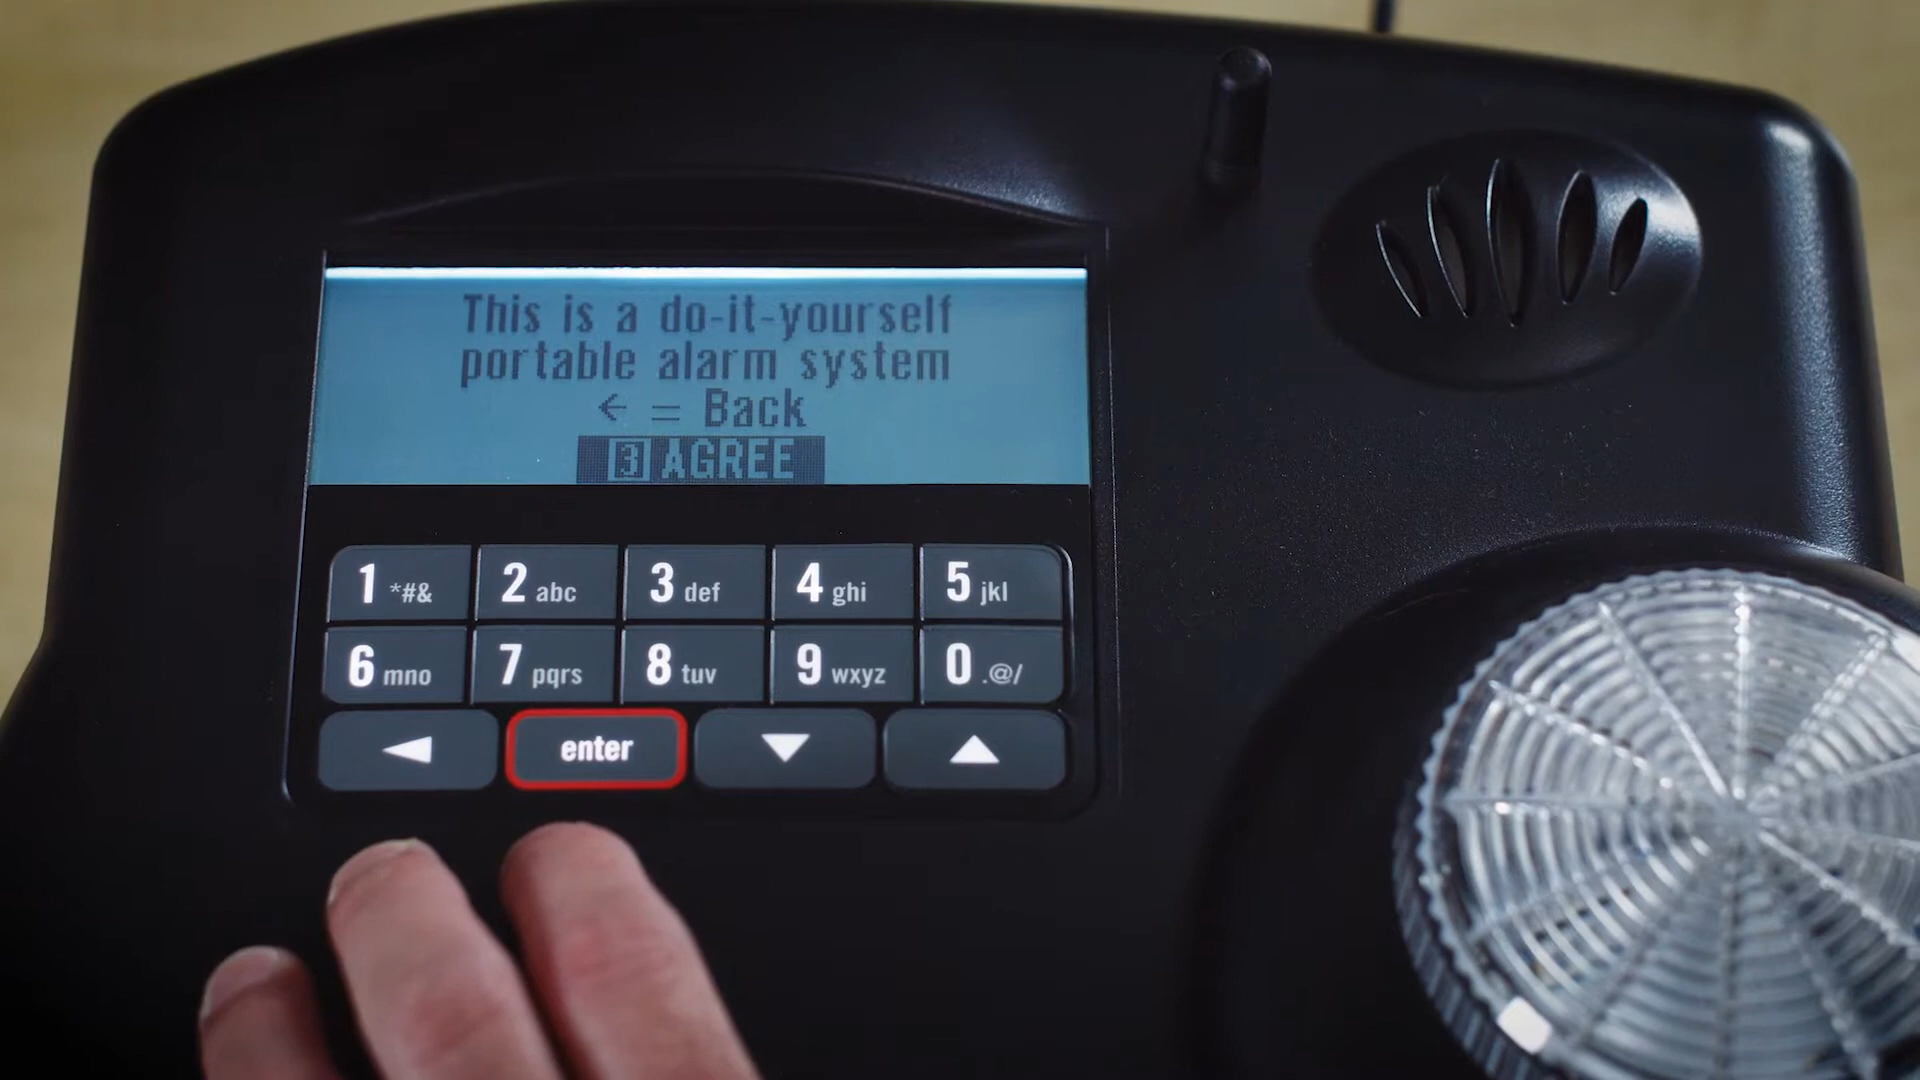 This is a do-it-yourself
portable alarm system
← = Back
3 AGREE
1 *#& 2 abc 3 def 4 ghi 5 jkl
6 mno 7 pqrs 8 tuv 9 wxyz 0 .@/
enter